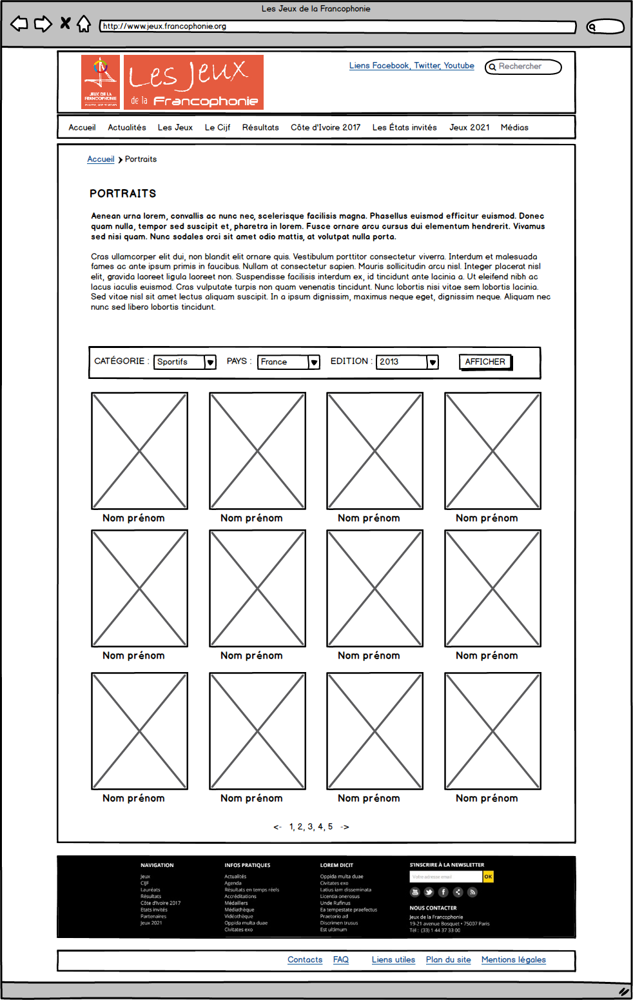 Les Jeux de la Francophonie
http://www.jeux.francophonie.org
JEUX DE LA
FRANCOPHONIE
Les Jeux
de la Francophonie
Liens Facebook, Twitter, Youtube
Rechercher
Accueil Actualités Les Jeux Le Cijf Résultats Côte d'Ivoire 2017 Les États invités Jeux 2021 Médias
Accueil Portraits
PORTRAITS
Aenean urna lorem, convallis ac nunc nec, scelerisque facilisis magna. Phasellus euismod efficitur euismod. Donec
quam nulla, tempor sed suscipit et, pharetra in lorem. Fusce ornare arcu cursus dui elementum hendrerit. Vivamus
sed nisi quam. Nunc sodales orci sit amet odio mattis, at volutpat nulla porta.
Cras ullamcorper elit dui, non blandit elit ornare quis. Vestibulum porttitor consectetur viverra. Interdum et malesuada
fames ac ante ipsum primis in faucibus. Nullam at consectetur sapien. Mauris sollicitudin arcu nisl. Integer placerat nisl
elit, gravida laoreet ligula laoreet non. Suspendisse facilisis interdum ex, id tincidunt ante lacinia a. Ut eleifend nibh ac
lacus iaculis euismod. Cras vulputate turpis non quam venenatis tincidunt. Nunc lobortis nisi vitae sem lobortis lacinia.
Sed vitae nisl sit amet lectus aliquam suscipit. In a ipsum dignissim, maximus neque eget, dignissim neque. Aliquam nec
nunc sed libero lobortis tincidunt.
CATÉGORIE : Sportifs PAYS : France EDITION : 2013 AFFICHER
Nom prénom Nom prénom Nom prénom Nom prénom
Nom prénom Nom prénom Nom prénom Nom prénom
Nom prénom Nom prénom Nom prénom Nom prénom
<- 1, 2, 3, 4, 5 ->
NAVIGATION
Jeux
CIJF
Lauréats
Résultats
Côte d'Ivoire 2017
Etats invités
Partenaires
Jeux 2021
INFOS PRATIQUES
Actualités
Agenda
Résultats en temps réels
Accréditations
Médaillers
Médiathèque
Vidéothèque
Oppida multa duae
Civitates exo
LOREM DICIT
Oppida multa duae
Civitates exo
Latius iam disseminata
Licentia onerosus
Unde Rufinus
Ea tempestate praefectus
Praetorio ad
Discrimen trusus
Est ultimum
S'INSCRIRE À LA NEWSLETTER
Votre adresse email OK
NOUS CONTACTER
Jeux de la Francophonie
19-21 avenue Bosquet • 75007 Paris
Tél : (33) 1 44 37 33 00
Contacts FAQ Liens utiles Plan du site Mentions légales